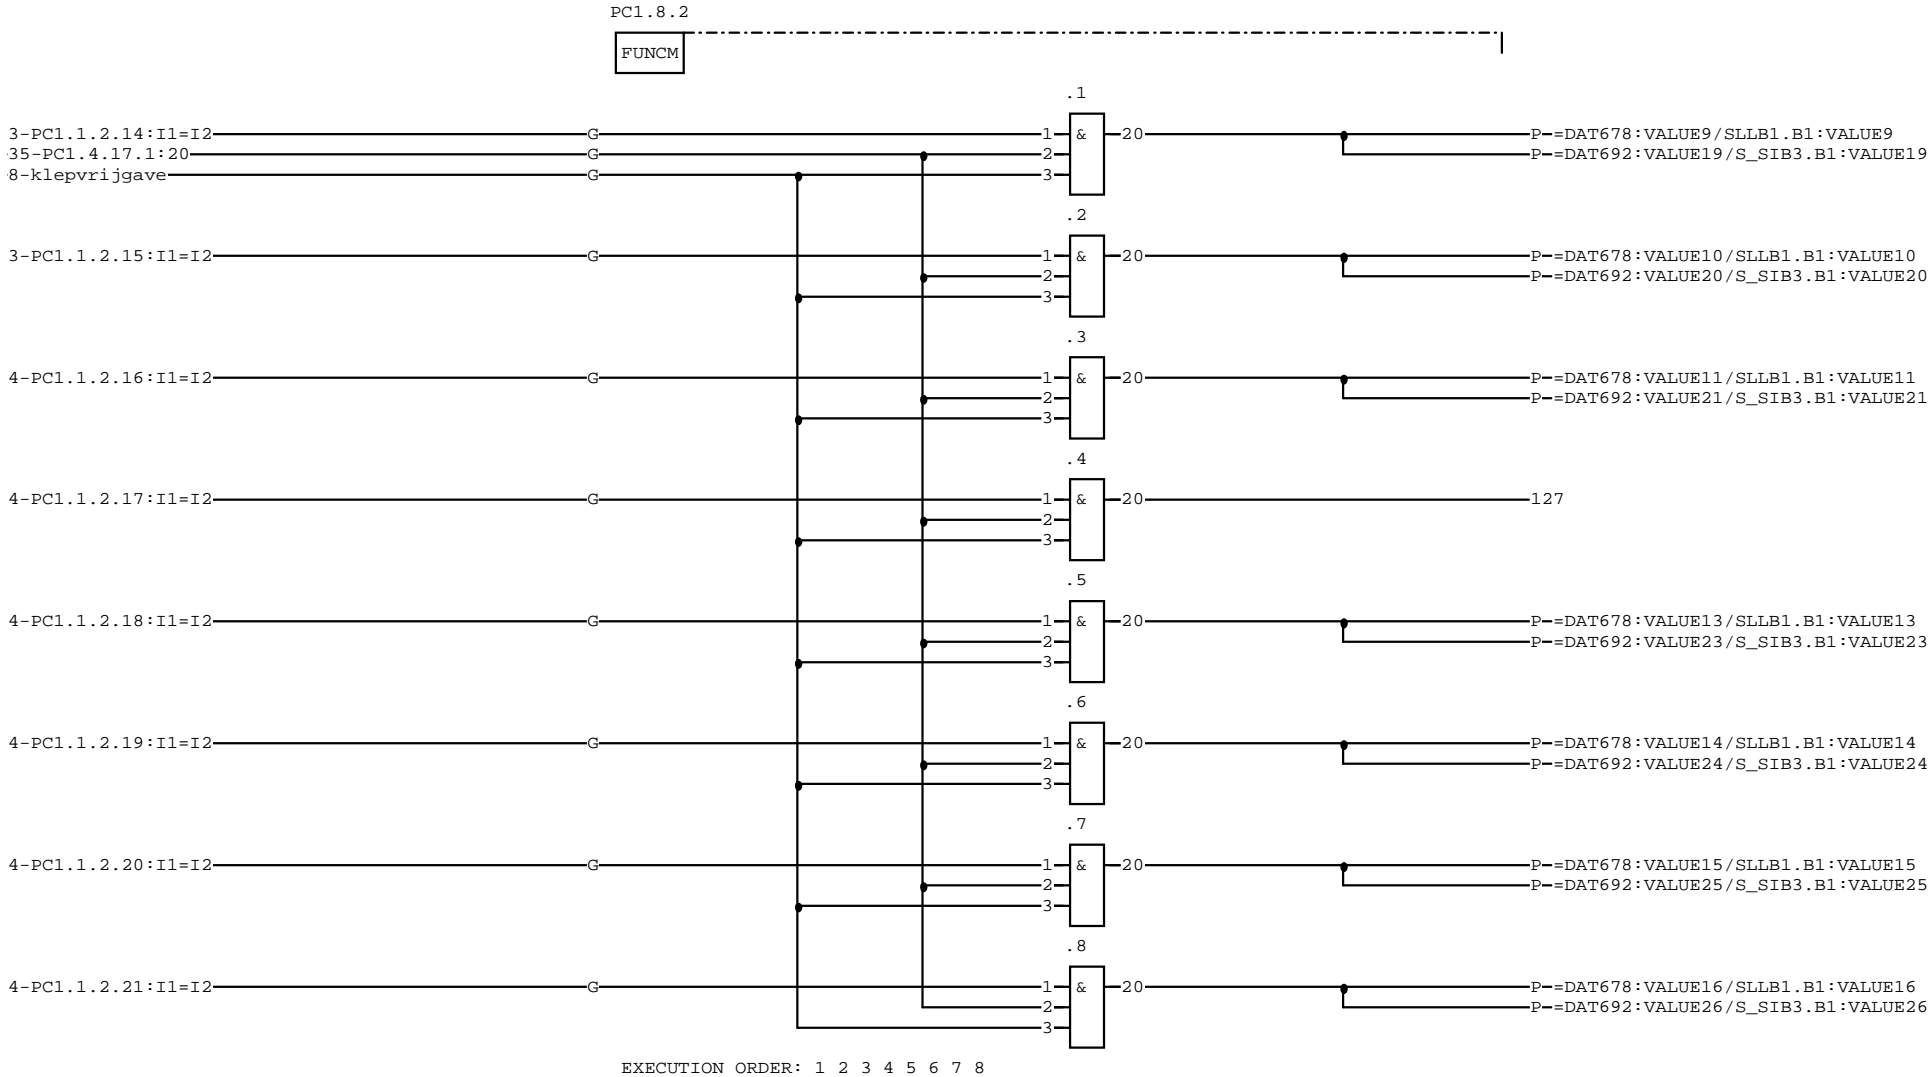 PC1.8.2
FUNCM
.1
3-PC1.1.2.14:I1=I2 G 1 & 20 P-=DAT678:VALUE9/SLLB1.B1:VALUE9
35-PC1.4.17.1:20 G 2 P-=DAT692:VALUE19/S_SIB3.B1:VALUE19
8-klepvrijgave G 3
.2
3-PC1.1.2.15:I1=I2 G 1 & 20 P-=DAT678:VALUE10/SLLB1.B1:VALUE10
2 P-=DAT692:VALUE20/S_SIB3.B1:VALUE20
3
.3
4-PC1.1.2.16:I1=I2 G 1 & 20 P-=DAT678:VALUE11/SLLB1.B1:VALUE11
2 P-=DAT692:VALUE21/S_SIB3.B1:VALUE21
3
.4
4-PC1.1.2.17:I1=I2 G 1 & 20 127
2
3
.5
4-PC1.1.2.18:I1=I2 G 1 & 20 P-=DAT678:VALUE13/SLLB1.B1:VALUE13
2 P-=DAT692:VALUE23/S_SIB3.B1:VALUE23
3
.6
4-PC1.1.2.19:I1=I2 G 1 & 20 P-=DAT678:VALUE14/SLLB1.B1:VALUE14
2 P-=DAT692:VALUE24/S_SIB3.B1:VALUE24
3
.7
4-PC1.1.2.20:I1=I2 G 1 & 20 P-=DAT678:VALUE15/SLLB1.B1:VALUE15
2 P-=DAT692:VALUE25/S_SIB3.B1:VALUE25
3
.8
4-PC1.1.2.21:I1=I2 G 1 & 20 P-=DAT678:VALUE16/SLLB1.B1:VALUE16
2 P-=DAT692:VALUE26/S_SIB3.B1:VALUE26
3
EXECUTION ORDER: 1 2 3 4 5 6 7 8